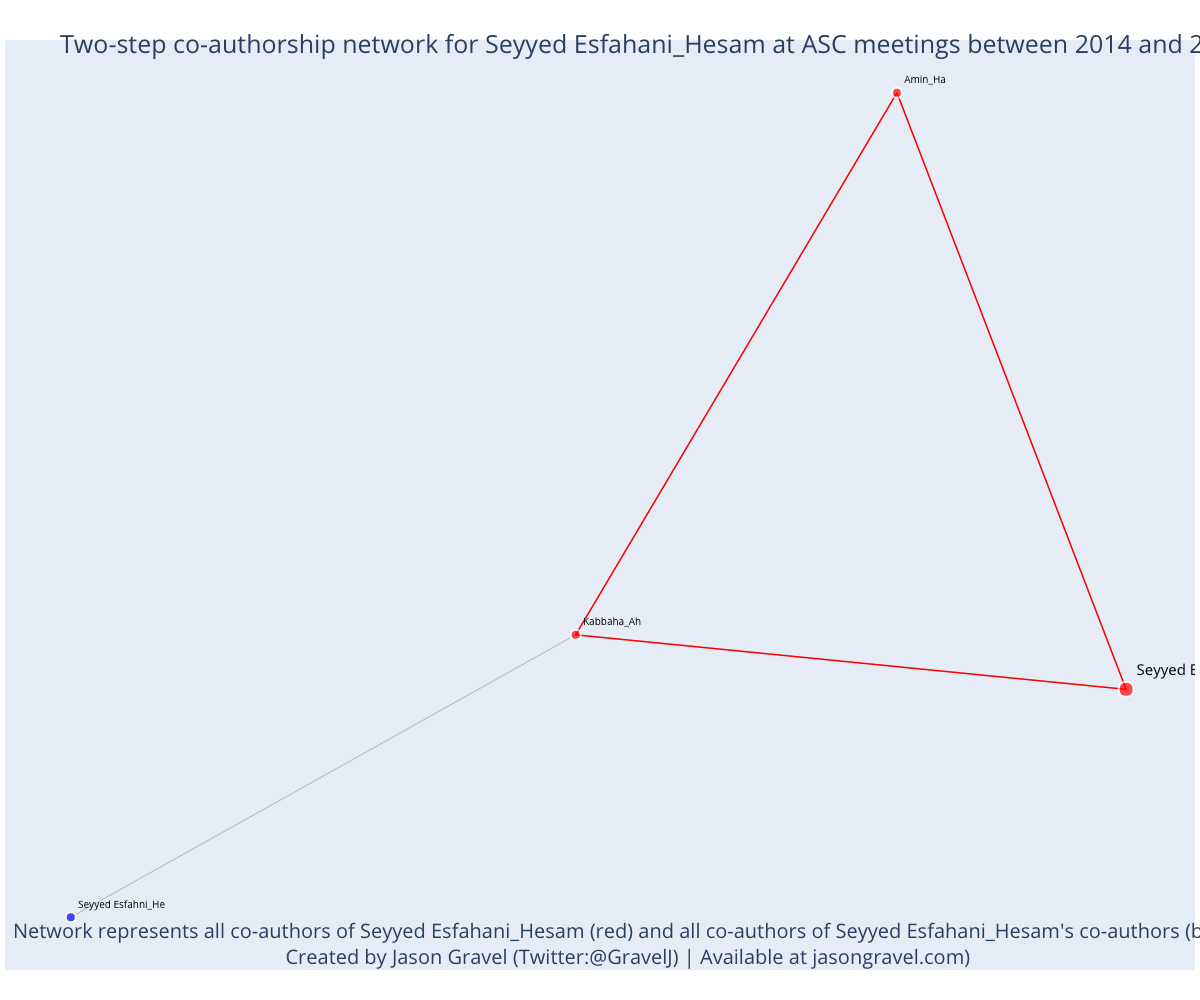 Two-step co-authorship network for Seyyed Esfahani_Hesam at ASC meetings between 2014 and 2
Amin_Ha
Kabbaha_Ah
Seyyed E
Seyyed Esfahni_He
Network represents all co-authors of Seyyed Esfahani_Hesam (red) and all co-authors of Seyyed Esfahani_Hesam's co-authors (b
Created by Jason Gravel (Twitter:@GravelJ) | Available at jasongravel.com)